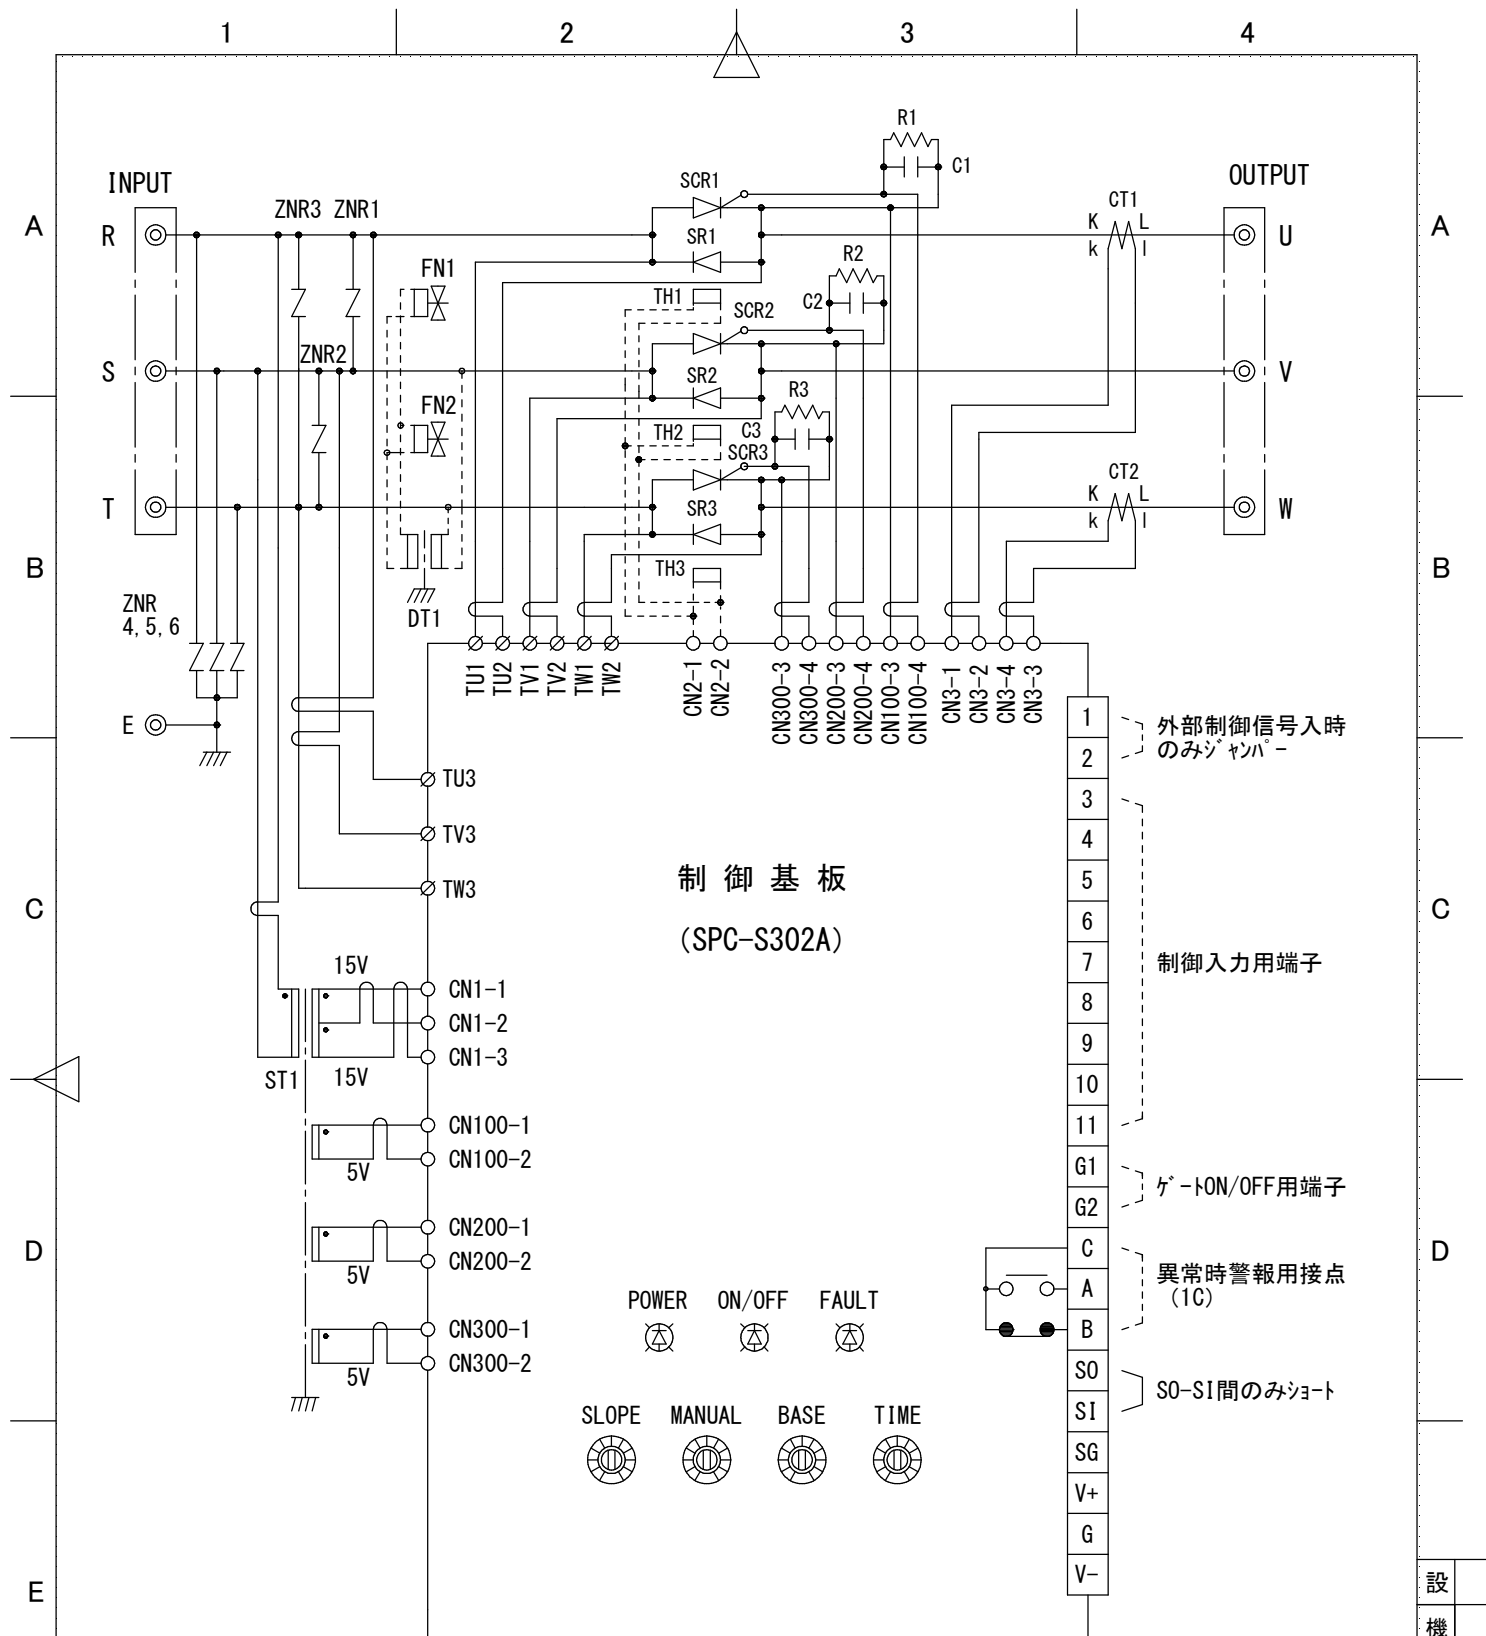 1 2 3 4
R1
C1
INPUT ZNR3 ZNR1 SCR1 CT1 OUTPUT
A R SR1 K L U A
k l
FN1 R2
TH1 C2 SCR2
ZNR2
S SR2 V
R3
FN2
TH2 C3
SCR3 CT2
T SR3 K L W
k l
B TH3 B
ZNR
4,5,6
DT1
TU1 TU2 TV1 TV2 TW1 TW2 CN2-1 CN2-2 CN300-3 CN300-4 CN200-3 CN200-4 CN100-3 CN100-4 CN3-1 CN3-2 CN3-4 CN3-3
E
1 外部制御信号入時
2 のみジャンパー
TU3
3
TV3 4
制御基板 5
TW3
C 6 C
(SPC-S302A)
15V 7 制御入力用端子
CN1-1
8
CN1-2
9
CN1-3
ST1 15V 10
CN100-1 11
CN100-2
5V G1
ゲートON/OFF用端子
G2
CN200-1
D C D
CN200-2
5V 異常時警報用接点
A (1C)
POWER ON/OFF FAULT
CN300-1 B
CN300-2
5V SO
SO-SI間のみショート
SLOPE MANUAL BASE TIME SI
SG
V+
G
V-
E 設
機